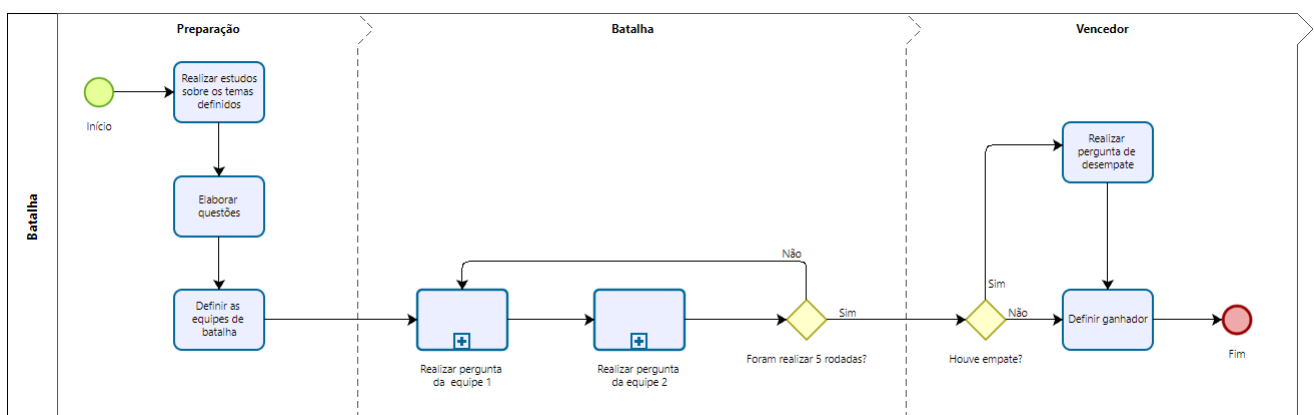 Preparação
Batalha
Vencedor
Batalha
Início
Realizar estudos
sobre os temas
definidos
Elaborar
questões
Definir as
equipes de
batalha
Realizar pergunta
da equipe 1
Realizar pergunta
da equipe 2
Não
Sim
Foram realizar 5 rodadas?
Houve empate?
Sim
Não
Realizar
pergunta de
desempate
Definir ganhador
Fim